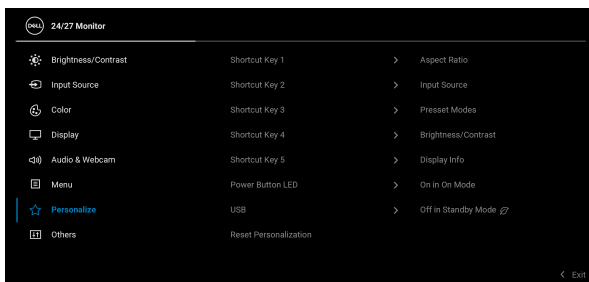 DELL 24/27 Monitor
Brightness/Contrast Shortcut Key 1 > Aspect Ratio
Input Source Shortcut Key 2 > Input Source
Color Shortcut Key 3 > Presset Modes
Display Shortcut Key 4 > Brightness/Contrast
Audio & Webcam Shortcut Key 5 > Display Info
Menu Power Button LED > On in On Mode
Personalize USB > Off in Standby Mode
Others Reset Personalization
< Exit